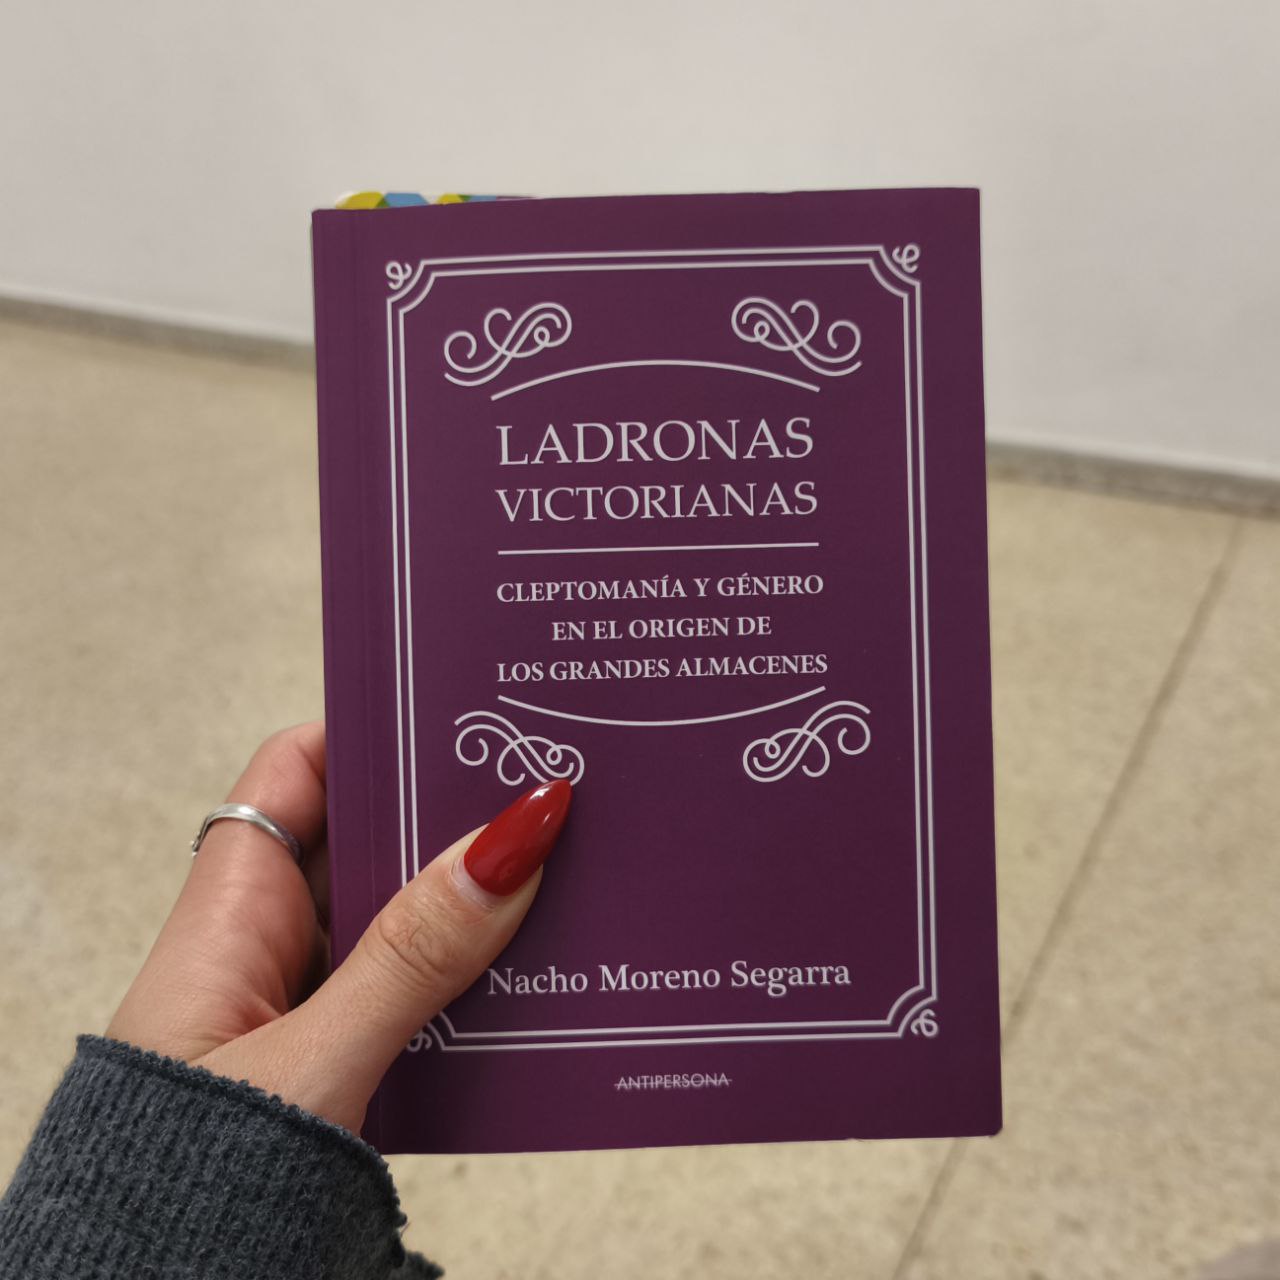 LADRONAS
VICTORIANAS
CLEPTOMANÍA Y GÉNERO
EN EL ORIGEN DE
LOS GRANDES ALMACENES
Nacho Moreno Segarra
ANTIPERSONA